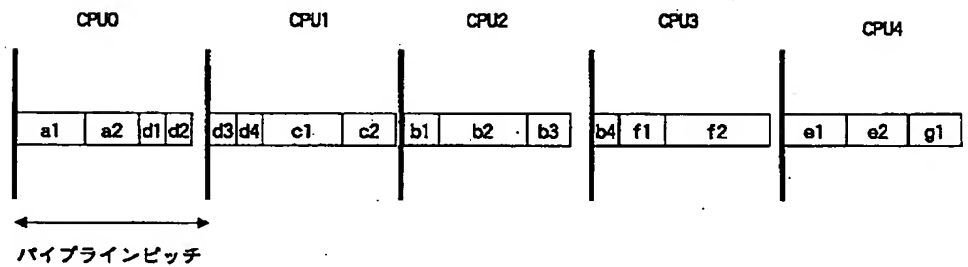 CPU0 CPU1 CPU2 CPU3 CPU4
a1 a2 d1 d2 d3 d4 c1 c2 b1 b2 b3 b4 f1 f2 e1 e2 g1
パイプラインピッチ